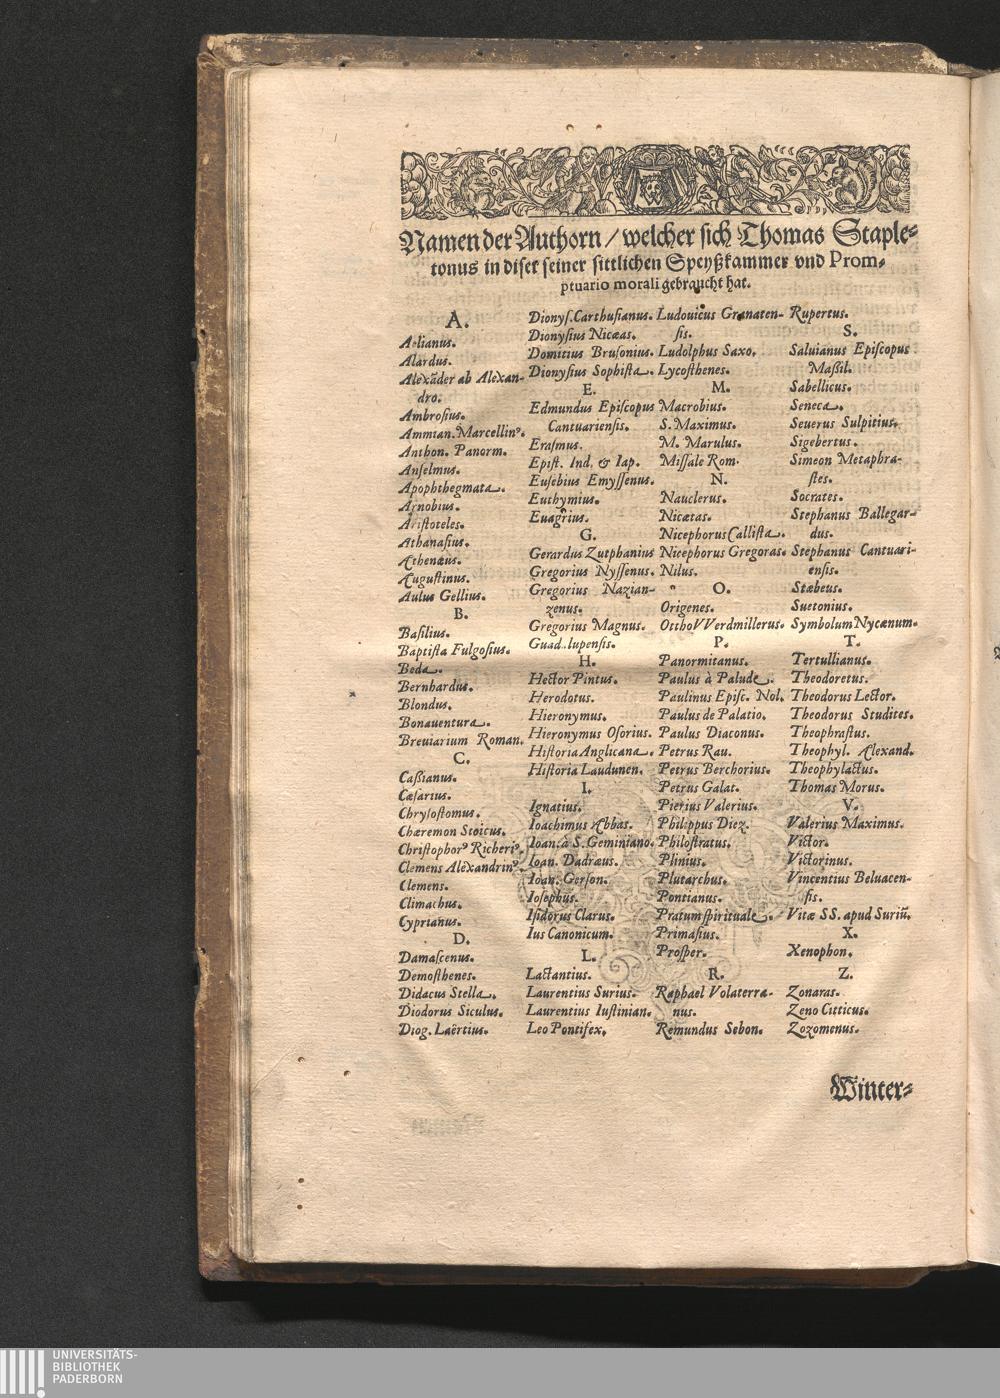 Namen der Authorn / welcher sich Thomas Staple-
tonus in diser seiner sittlichen Speyßkammer vnd Prom-
ptuario morali gebraucht hat.
A.
Aelianus.
Alardus.
Alexãder ab Alexan-
dro.
Ambrosius.
Ammian. Marcellinꝰ.
Anthon. Panorm.
Anselmus.
Apophthegmata.
Arnobius.
Aristoteles.
Athanasius.
Athenæus.
Augustinus.
Aulus Gellius.
B.
Basilius.
Baptista Fulgosius.
Beda.
Bernhardus.
Blondus.
Bonauentura.
Breuiarium Roman.
C.
Caßianus.
Cæsarius.
Chrysostomus.
Chæremon Stoicus.
Christophorꝰ Richeriꝰ.
Clemens Alexandrinꝰ.
Clemens.
Climachus.
Cyprianus.
D.
Damascenus.
Demosthenes.
Didacus Stella.
Diodorus Siculus.
Diog. Laërtius.
Dionys. Carthusianus.
Dionysius Nicæas.
Domitius Brusonius.
Dionysius Sophista.
E.
Edmundus Episcopus
Cantuariensis.
Erasmus.
Epist. Ind. & Iap.
Eusebius Emyssenus.
Euthymius.
Euagrius.
G.
Gerardus Zutphanius
Gregorius Nyssenus.
Gregorius Nazian-
zenus.
Gregorius Magnus.
Guad lupensis.
H.
Hector Pintus.
Herodotus.
Hieronymus.
Hieronymus Osorius.
Historia Anglicana.
Historia Laudunen.
I.
Ignatius.
Ioachimus Abbas.
Ioan. à S. Geminiano.
Ioan. Dadræus.
Ioan. Gerson.
Iosephus.
Isidorus Clarus.
Ius Canonicum.
L.
Lactantius.
Laurentius Surius.
Laurentius Iustinian.
Leo Pontifex.
Ludouicus Granaten-
sis.
Ludolphus Saxo.
Lycosthenes.
M.
Macrobius.
S. Maximus.
M. Marulus.
Missale Rom.
N.
Nauclerus.
Nicætas.
Nicephorus Callista.
Nicephorus Gregoras.
Nilus.
O.
Origenes.
Ottho VVerdmillerus.
P.
Panormitanus.
Paulus à Palude.
Paulinus Episc. Nol.
Paulus de Palatio.
Paulus Diaconus.
Petrus Rau.
Petrus Berchorius.
Petrus Galat.
Pierius Valerius.
Philippus Diez.
Philostratus.
Plinius.
Plutarchus.
Pontianus.
Pratum spirituale.
Primasius.
Prosper.
R.
Raphael Volaterra-
nus.
Remundus Sebon.
Rupertus.
S.
Saluianus Episcopus
Maßil.
Sabellicus.
Seneca.
Seuerus Sulpitius.
Sigebertus.
Simeon Metaphra-
stes.
Socrates.
Stephanus Ballegar-
dus.
Stephanus Cantuari-
ensis.
Stæbeus.
Suetonius.
Symbolum Nycænum.
T.
Tertullianus.
Theodoretus.
Theodorus Lector.
Theodorus Studites.
Theophrastus.
Theophyl. Alexand.
Theophylactus.
Thomas Morus.
V.
Valerius Maximus.
Victor.
Victorinus.
Vincentius Beluacen-
sis.
Vitæ SS. apud Suriũ.
X.
Xenophon.
Z.
Zonaras.
Zeno Citticus.
Zozomenus.
Winter-
UNIVERSITÄTS-
BIBLIOTHEK
PADERBORN